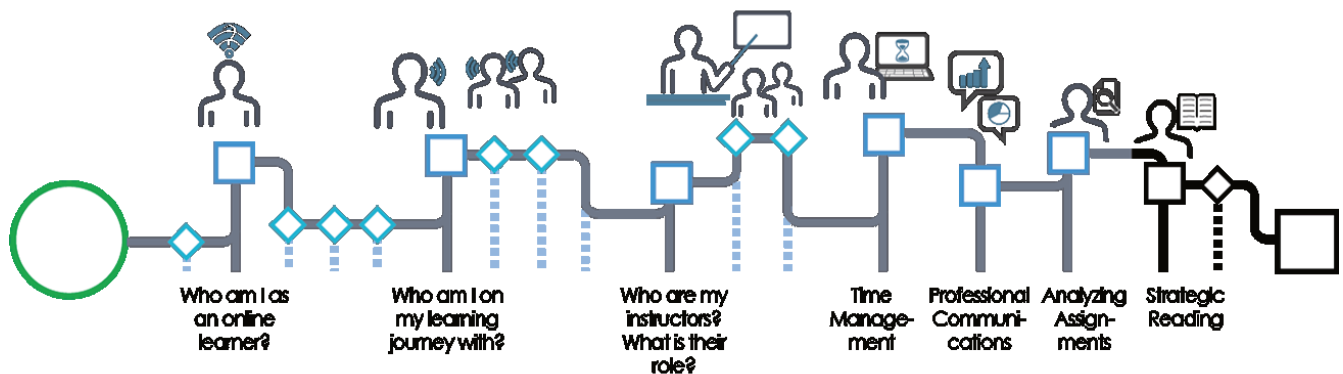 Who am I as
an online
learner?
Who am I on
my learning
journey with?
Who are my
instructors?
What is their
role?
Time
Manage-
ment
Professional
Communi-
cations
Analyzing
Assign-
ments
Strategic
Reading